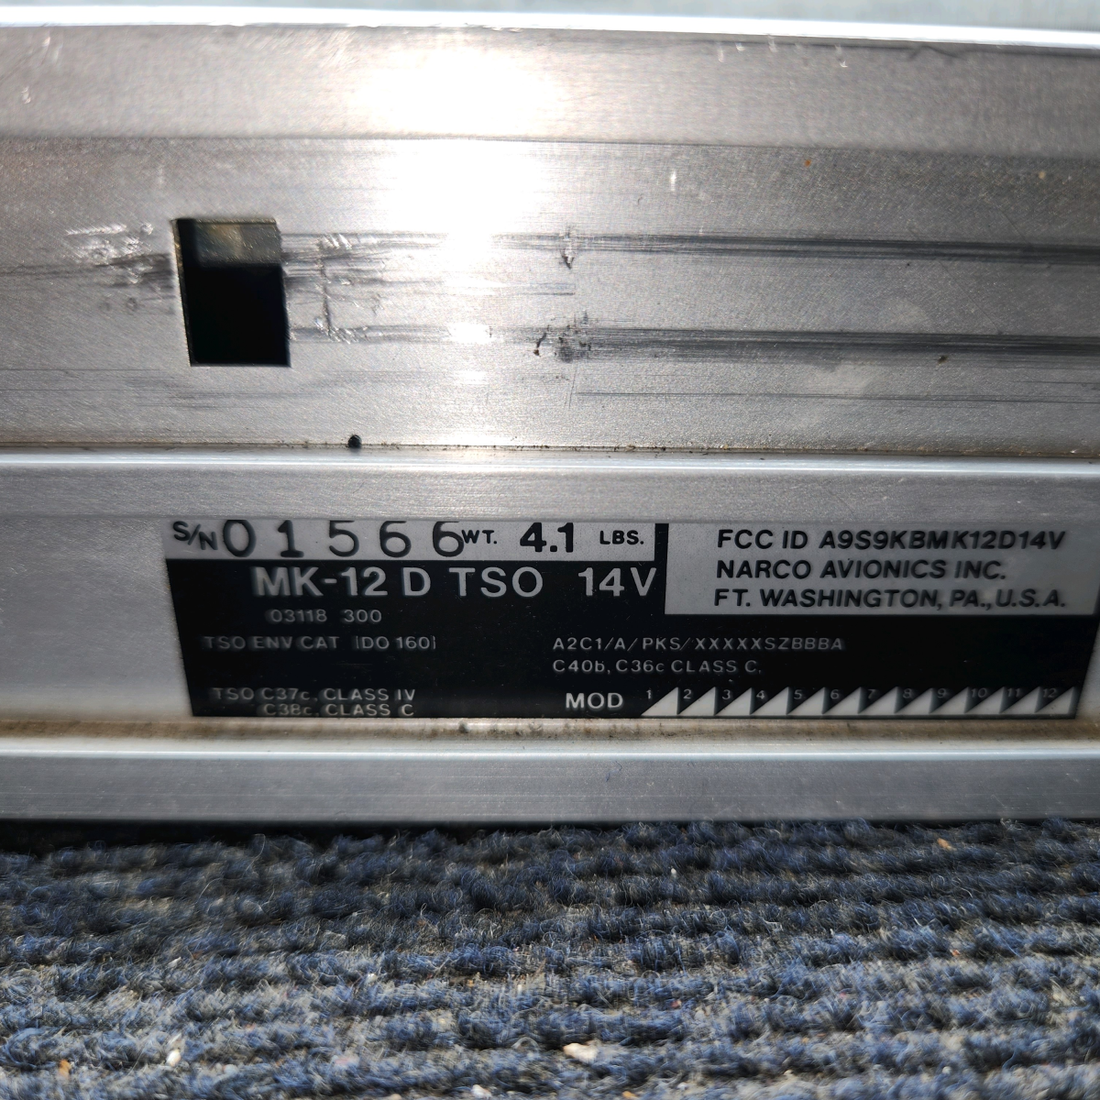 S/N 01566 WT. 4.1 LBS.
MK-12 D TSO 14V
03118 300
TSO ENV CAT (DO 160)
TSO C37c, CLASS IV
C38c, CLASS C
FCC ID A9S9KBMK12D14V
NARCO AVIONICS INC.
FT. WASHINGTON, PA., U.S.A.
A2C1/A/PKS/XXXXXSZBBBA
C40b, C36c CLASS C.
MOD 1 2 3 4 5 6 7 8 9 10 11 12